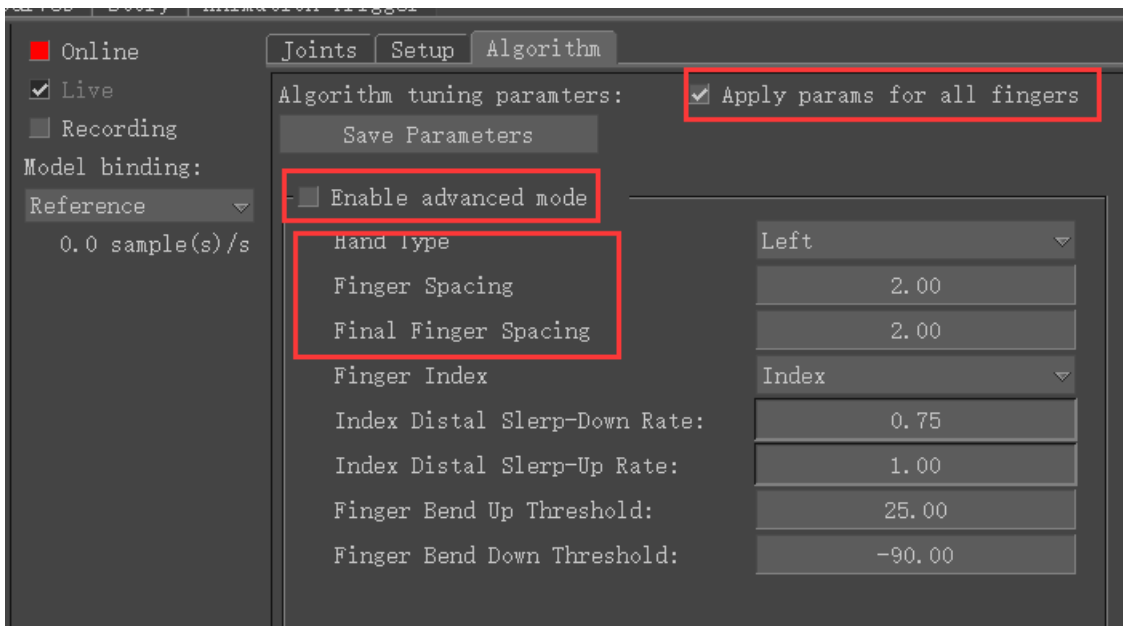 Online
Live
Recording
Model binding:
Reference
0.0 sample(s)/s
Joints Setup Algorithm
Algorithm tuning paramters: Apply params for all fingers
Save Parameters
Enable advanced mode
Hand Type Left
Finger Spacing 2.00
Final Finger Spacing 2.00
Finger Index Index
Index Distal Slerp-Down Rate: 0.75
Index Distal Slerp-Up Rate: 1.00
Finger Bend Up Threshold: 25.00
Finger Bend Down Threshold: -90.00